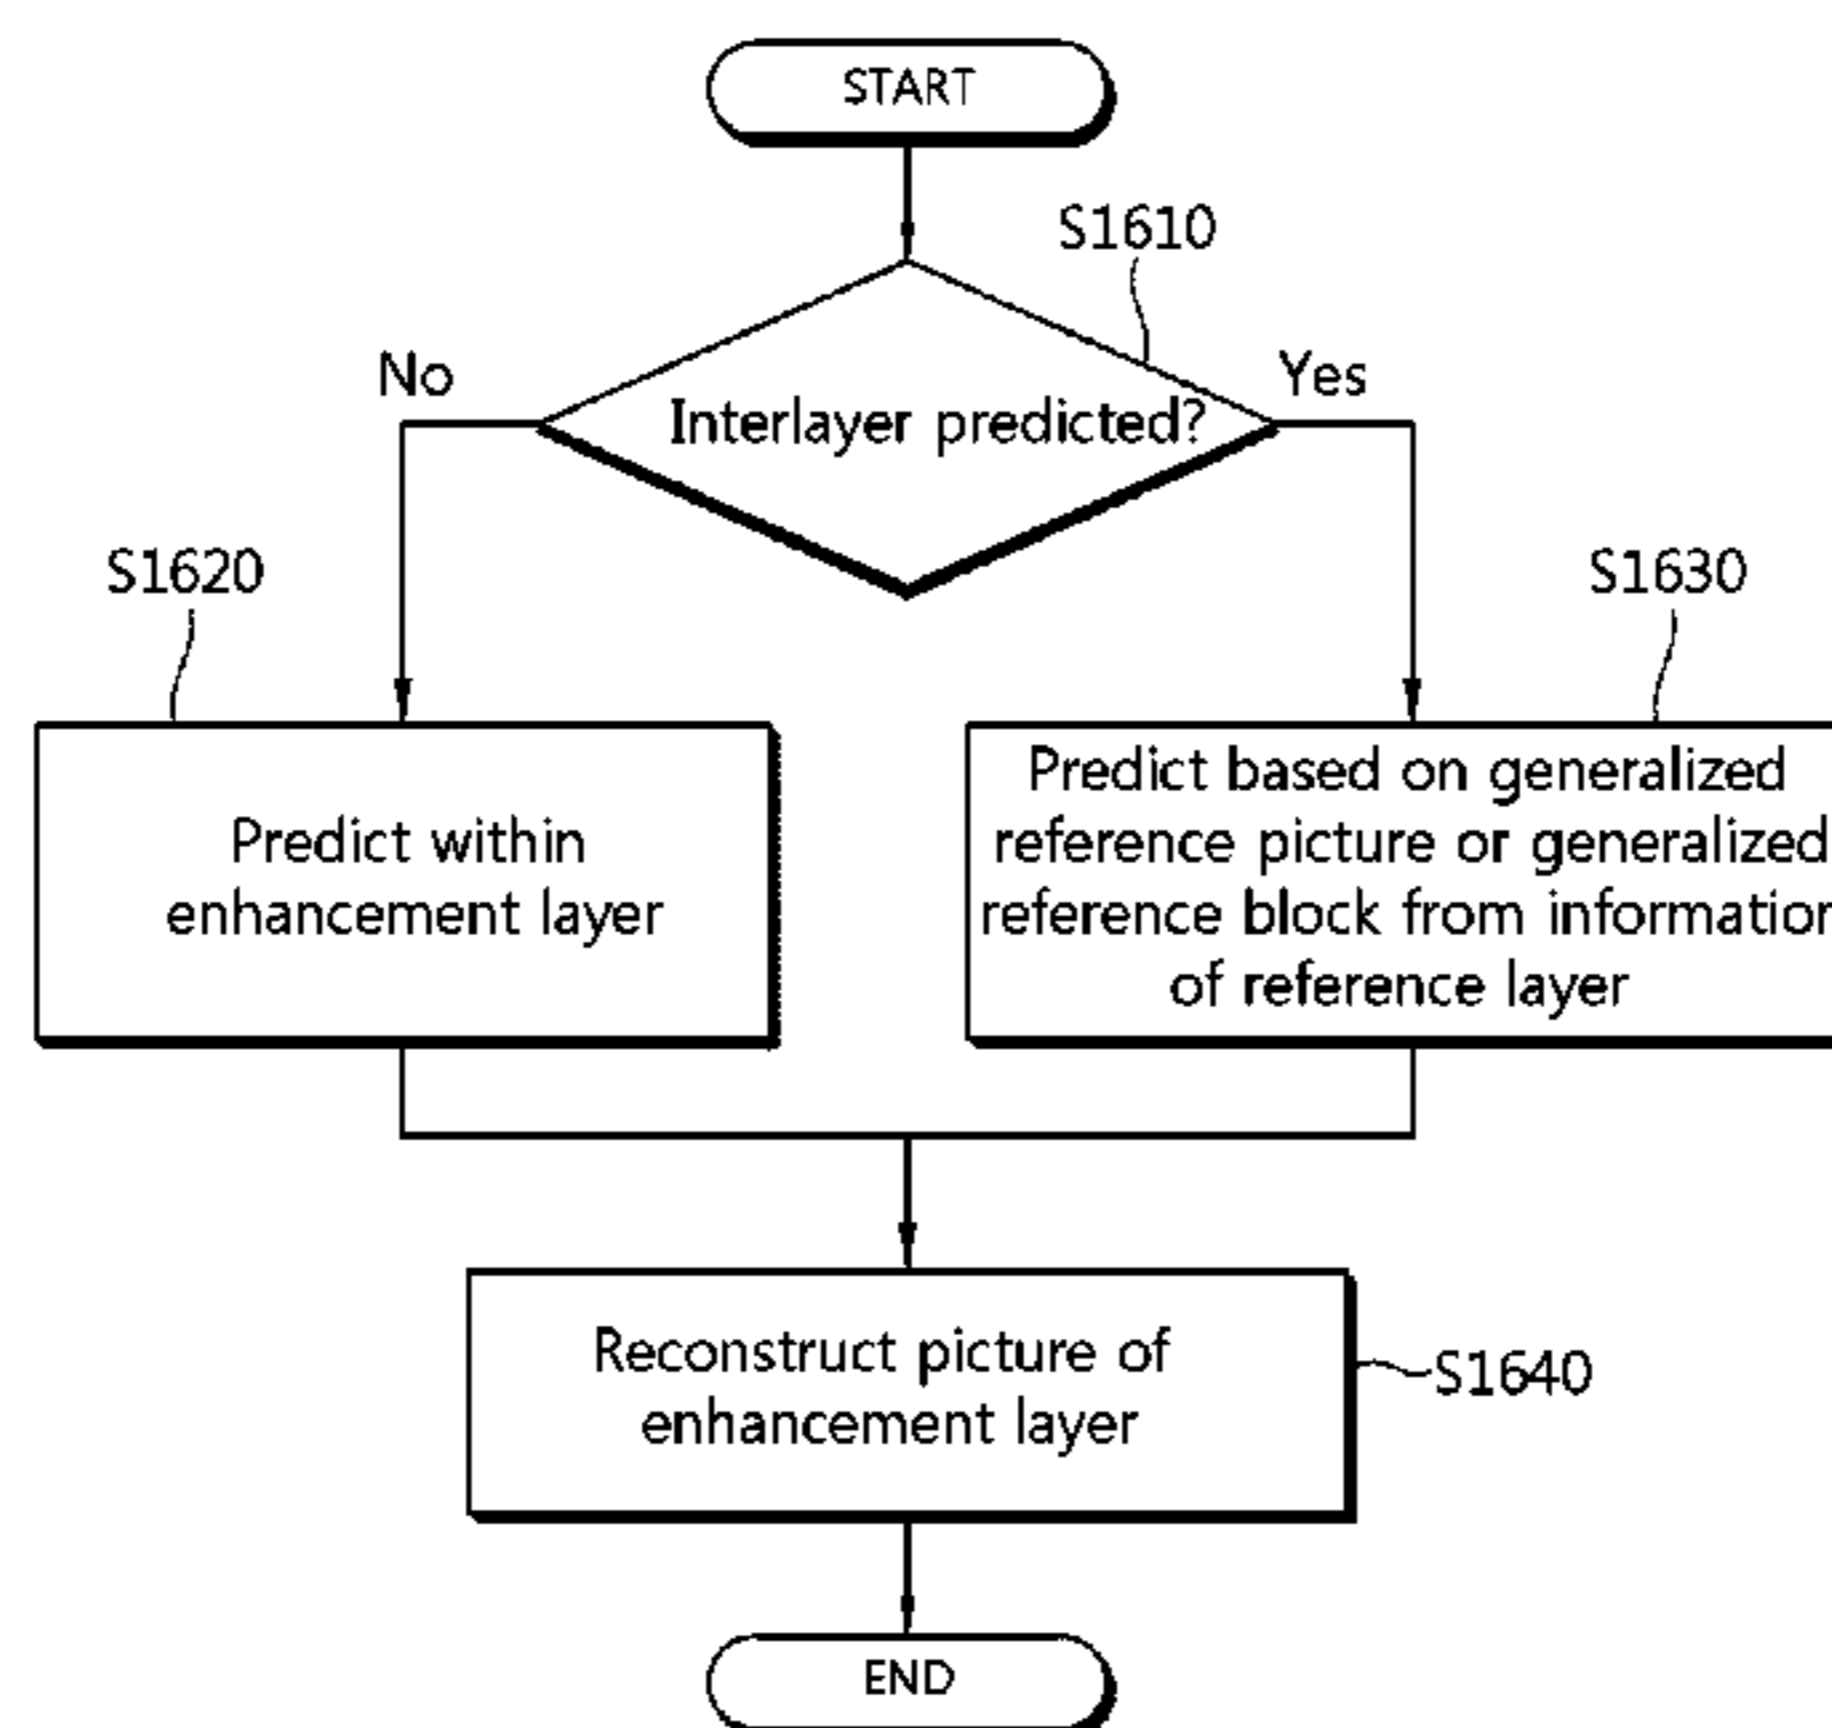 START
S1610
No
Yes
Interlayer predicted?
S1620
S1630
Predict within
enhancement layer
Predict based on generalized
reference picture or generalized
reference block from information
of reference layer
Reconstruct picture of
enhancement layer
S1640
END